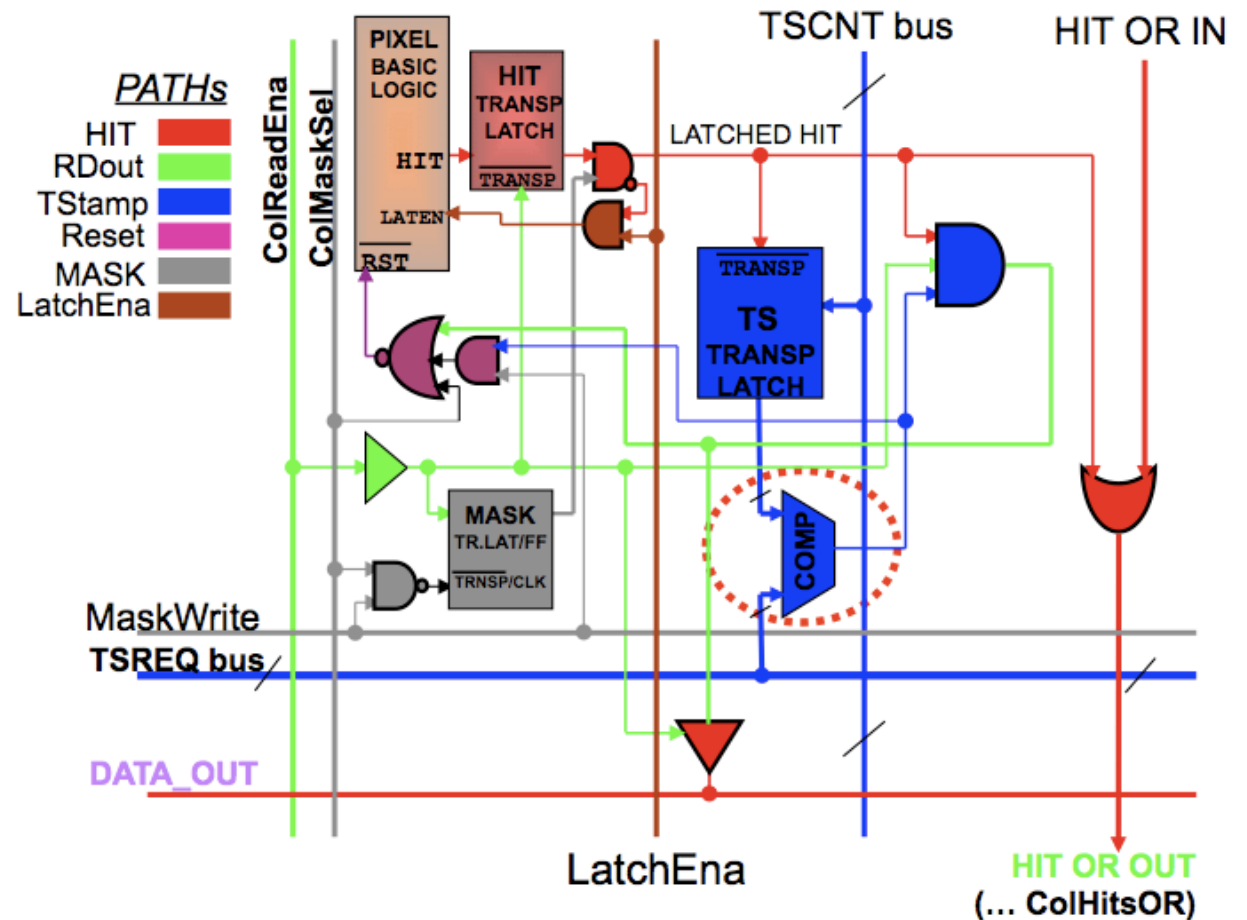 TSCNT bus
HIT OR IN
PATHs
HIT
RDout
TStamp
Reset
MASK
LatchEna
ColReadEna
ColMaskSel
PIXEL
BASIC
LOGIC
HIT
LATEN
RST
HIT
TRANSP
LATCH
TRANSP
LATCHED HIT
TRANSP
TS
TRANSP
LATCH
MASK
TR.LAT/FF
TRNSP/CLK
COMP
MaskWrite
TSREQ bus
DATA_OUT
LatchEna
HIT OR OUT
(... ColHitsOR)